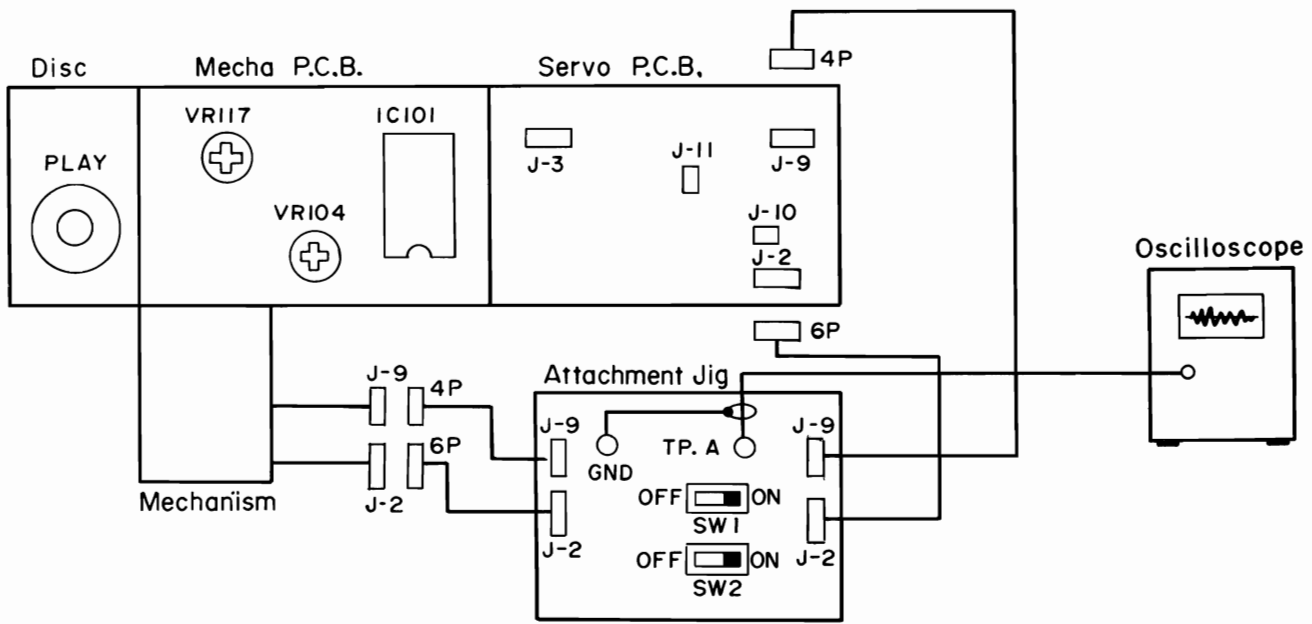 4P
Disc
Mecha P.C.B.
Servo P.C.B.
VR117
IC101
J-3
J-11
J-9
PLAY
VR104
J-10
J-2
Oscilloscope
6P
J-9
4P
Attachment Jig
J-9
TP. A
J-9
GND
6P
OFF
ON
SW1
Mechanism
J-2
J-2
J-2
OFF
ON
SW2